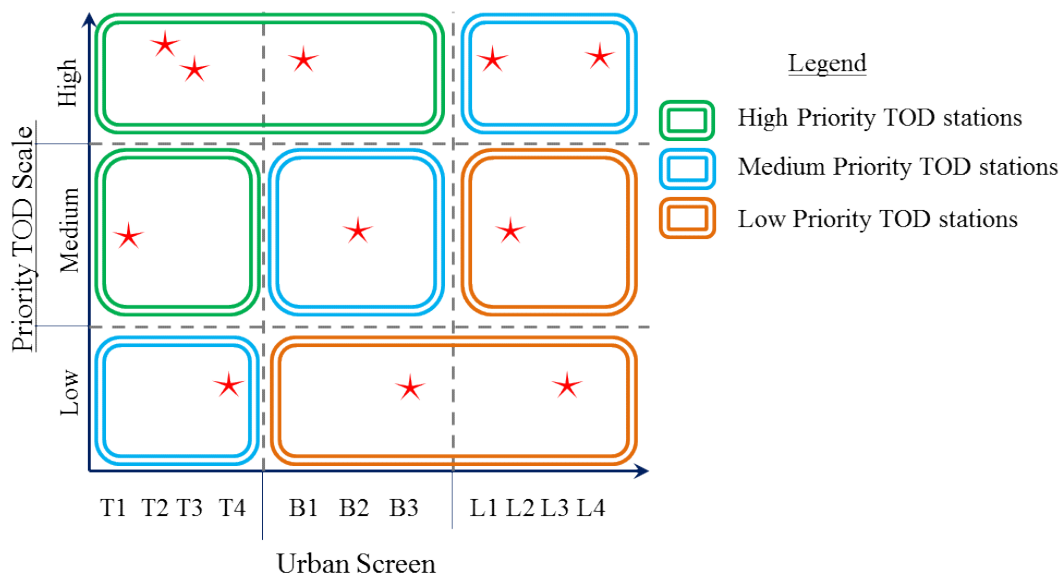 Priority TOD Scale
High
Medium
Low
T1 T2 T3 T4 B1 B2 B3 L1 L2 L3 L4
Urban Screen
Legend
High Priority TOD stations
Medium Priority TOD stations
Low Priority TOD stations